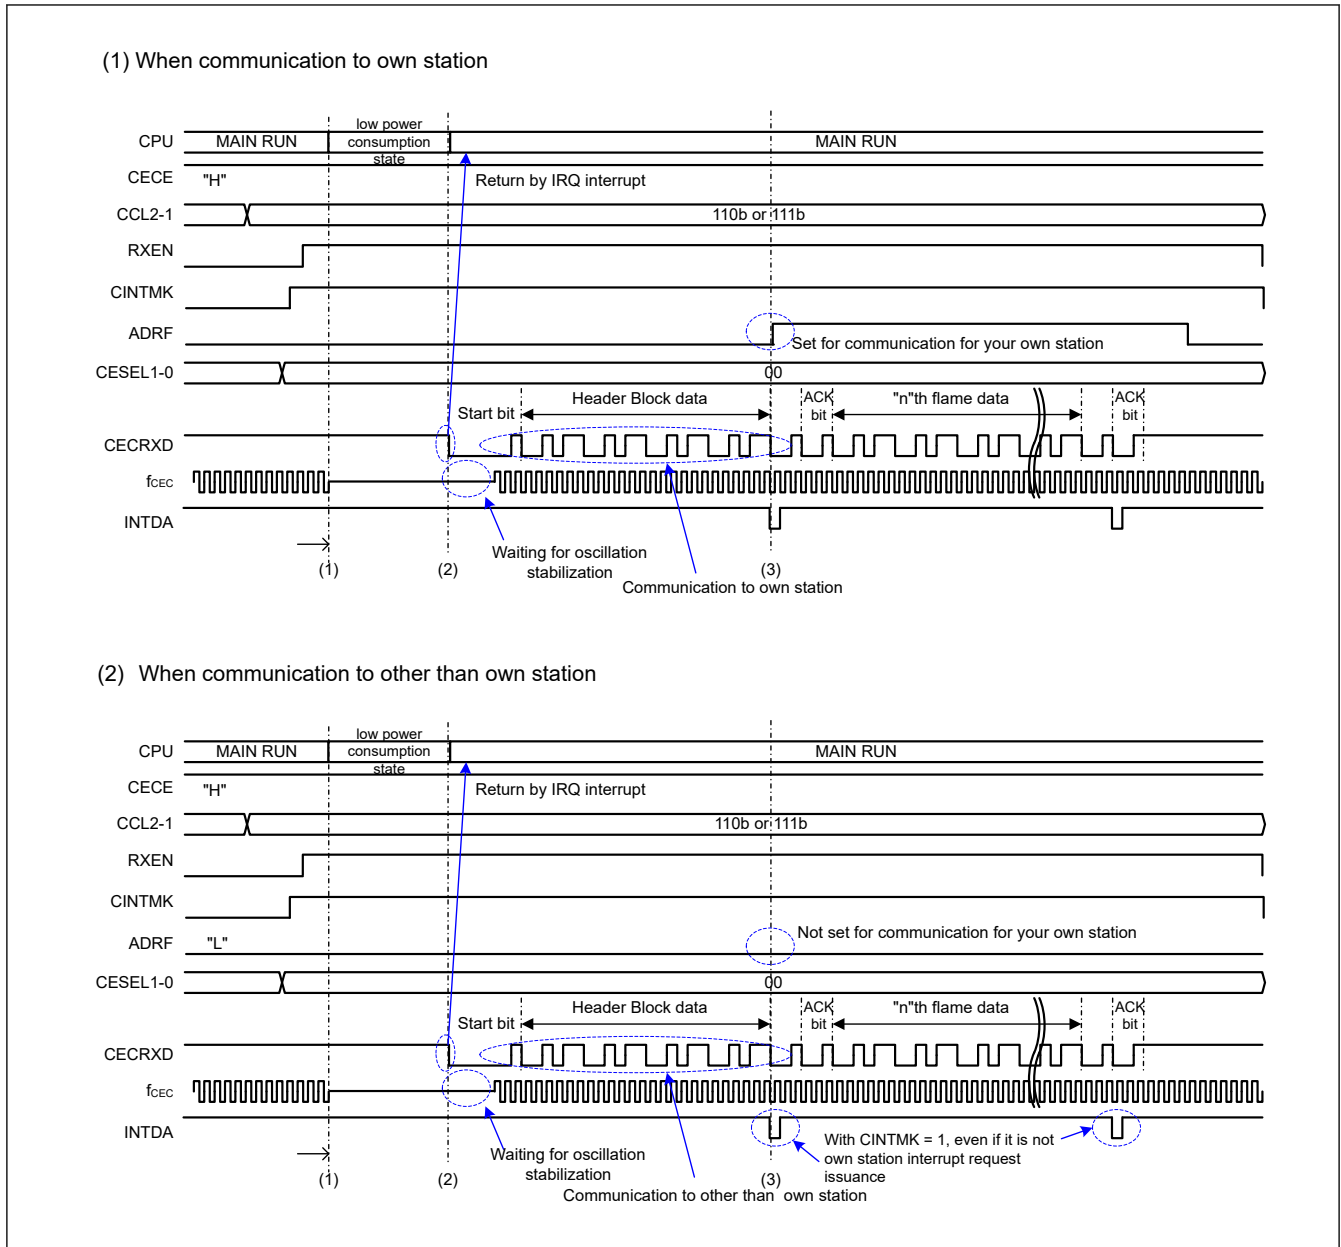 (1) When communication to own station
low power
CPU MAIN RUN consumption MAIN RUN
state
CECE "H" Return by IRQ interrupt
CCL2-1 110b or 111b
RXEN
CINTMK
ADRF
Set for communication for your own station
CESEL1-0 00
Start bit Header Block data ACK bit "n"th flame data ACK bit
CECRXD
fCEC
INTDA
Waiting for oscillation
stabilization
(1) (2) (3)
Communication to own station
(2) When communication to other than own station
low power
CPU MAIN RUN consumption MAIN RUN
state
CECE "H" Return by IRQ interrupt
CCL2-1 110b or 111b
RXEN
CINTMK
ADRF "L" Not set for communication for your own station
CESEL1-0 00
Start bit Header Block data ACK bit "n"th flame data ACK bit
CECRXD
fCEC
INTDA
With CINTMK = 1, even if it is not
own station interrupt request
issuance
Waiting for oscillation
stabilization
(1) (2) (3)
Communication to other than own station